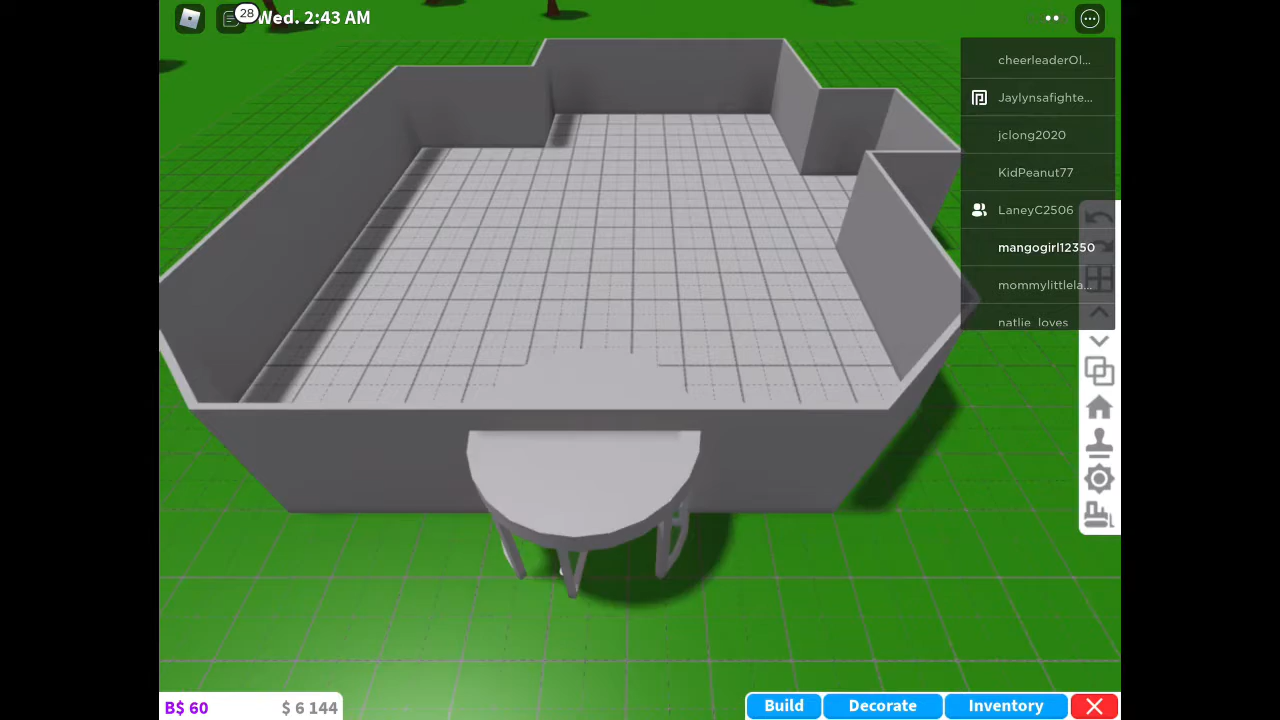 28
Wed. 2:43 AM
cheerleaderOl...
Jaylynsafighte...
jclong2020
KidPeanut77
LaneyC2506
mangogirl12350
mommylittlela...
natlie_loves
B$ 60
$ 6 144
Build
Decorate
Inventory